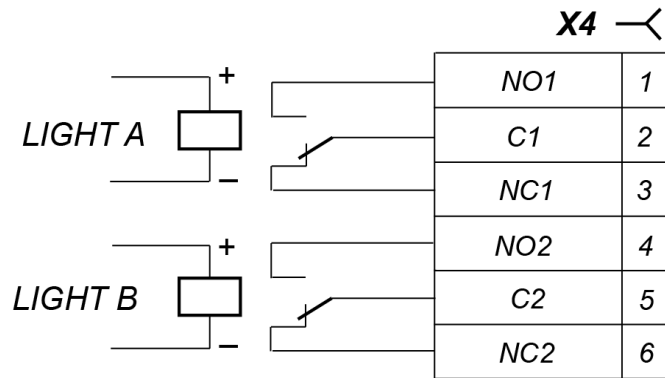 X4
+
NO1 1
LIGHT A
C1 2
–
NC1 3
+
NO2 4
LIGHT B
C2 5
–
NC2 6